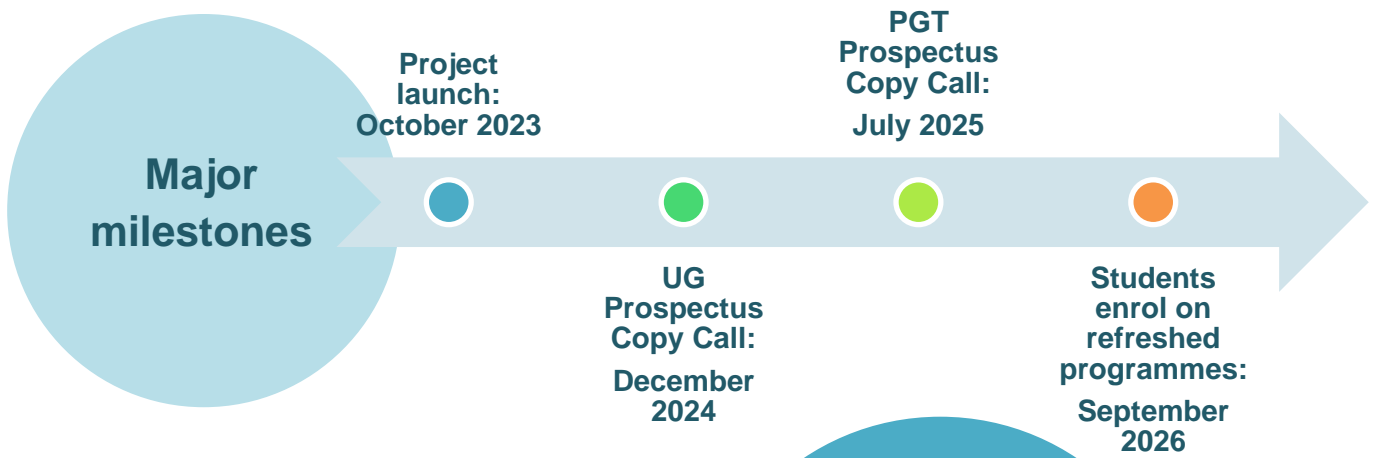 Major
milestones
Project
launch:
October 2023
UG
Prospectus
Copy Call:
December
2024
PGT
Prospectus
Copy Call:
July 2025
Students
enrol on
refreshed
programmes:
September
2026